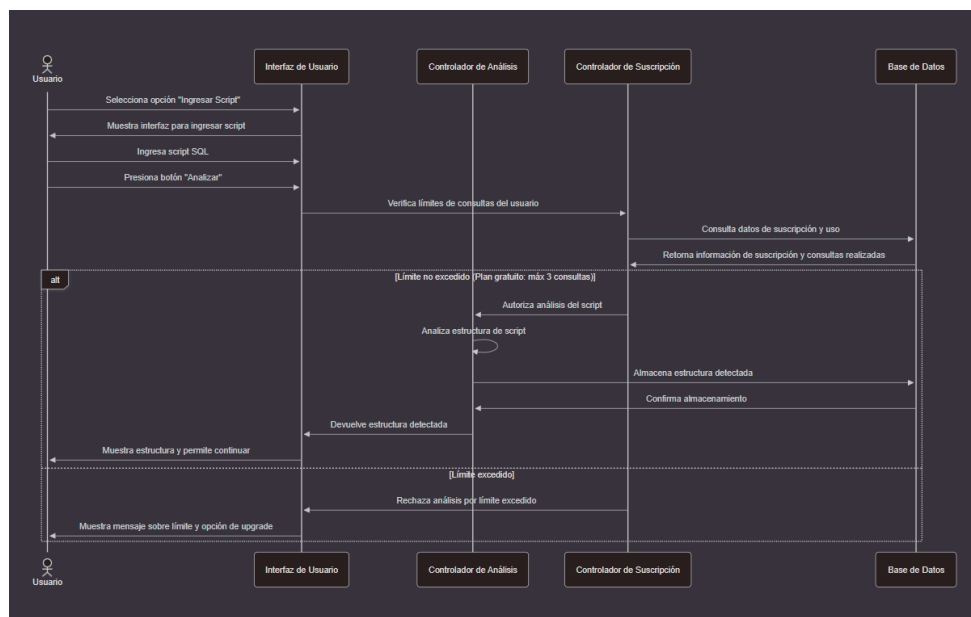 Usuario
Interfaz de Usuario
Controlador de Análisis
Controlador de Suscripción
Base de Datos
Selecciona opción "Ingresar Script"
Muestra interfaz para ingresar script
Ingresa script SQL
Presiona botón "Analizar"
Verifica límites de consultas del usuario
Consulta datos de suscripción y uso
Retorna información de suscripción y consultas realizadas
alt
[Límite no excedido (Plan gratuito: máx 3 consultas)]
Autoriza análisis del script
Analiza estructura de script
Almacena estructura detectada
Confirma almacenamiento
Devuelve estructura detectada
Muestra estructura y permite continuar
[Límite excedido]
Rechaza análisis por límite excedido
Muestra mensaje sobre límite y opción de upgrade
Usuario
Interfaz de Usuario
Controlador de Análisis
Controlador de Suscripción
Base de Datos